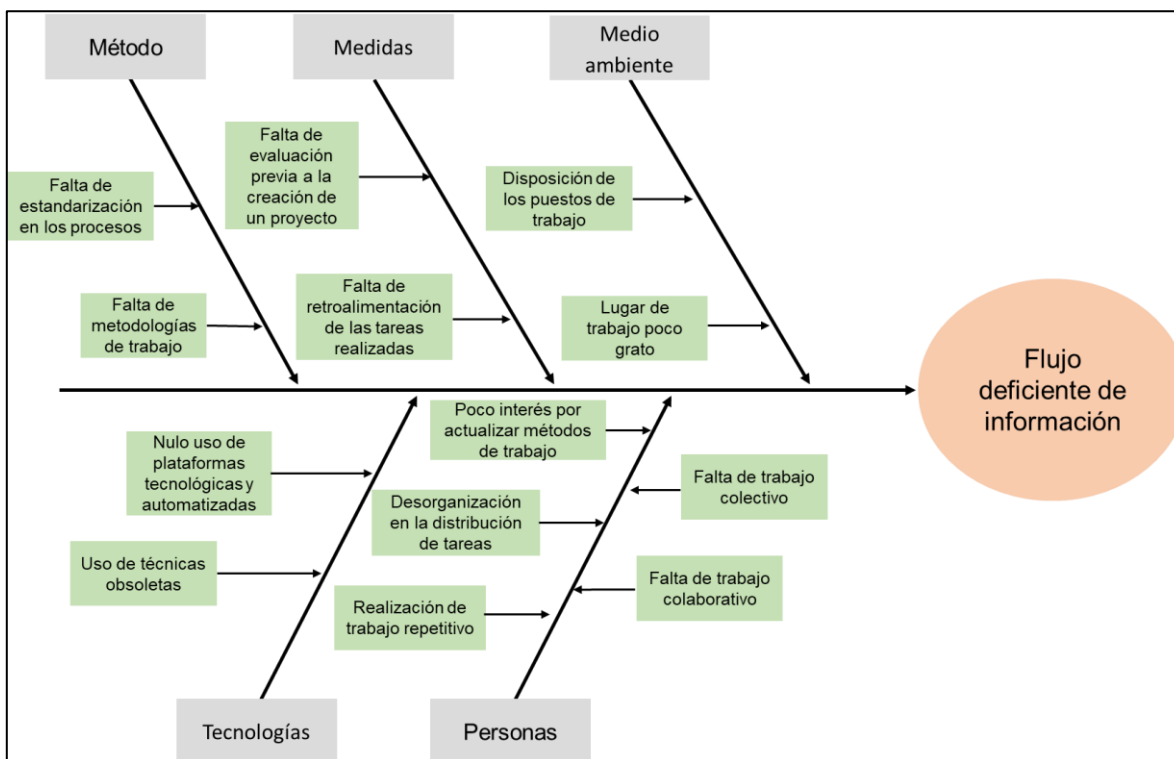 Método
Medidas
Medio
ambiente
Falta de
estandarización
en los procesos
Falta de
metodologías
de trabajo
Falta de
evaluación
previa a la
creación de
un proyecto
Falta de
retroalimentación
de las tareas
realizadas
Disposición de
los puestos de
trabajo
Lugar de
trabajo poco
grato
Flujo
deficiente de
información
Nulo uso de
plataformas
tecnológicas y
automatizadas
Uso de técnicas
obsoletas
Poco interés por
actualizar métodos
de trabajo
Desorganización
en la distribución
de tareas
Realización de
trabajo repetitivo
Falta de trabajo
colectivo
Falta de trabajo
colaborativo
Tecnologías
Personas